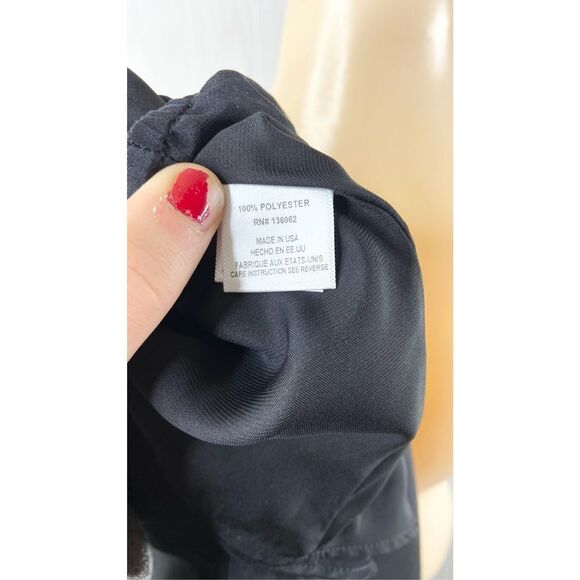 100% POLYESTER
RN# 136062
MADE IN USA
HECHO EN EE.UU
FABRIQUE AUX ETATS-UNIS
CARE INSTRUCTION SEE REVERSE